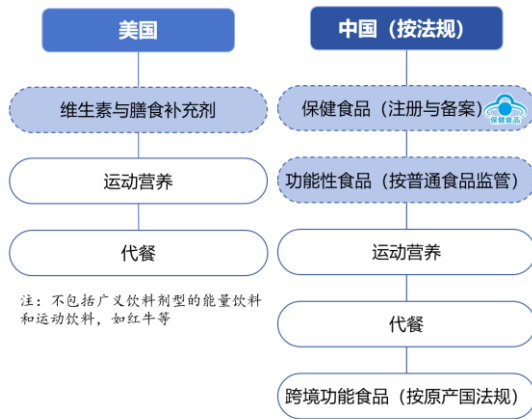 美国
维生素与膳食补充剂
运动营养
代餐
注：不包括广义饮料剂型的能量饮料
和运动饮料，如红牛等
中国（按法规）
保健食品（注册与备案）
保健食品
功能性食品（按普通食品监管）
运动营养
代餐
跨境功能食品（按原产国法规）